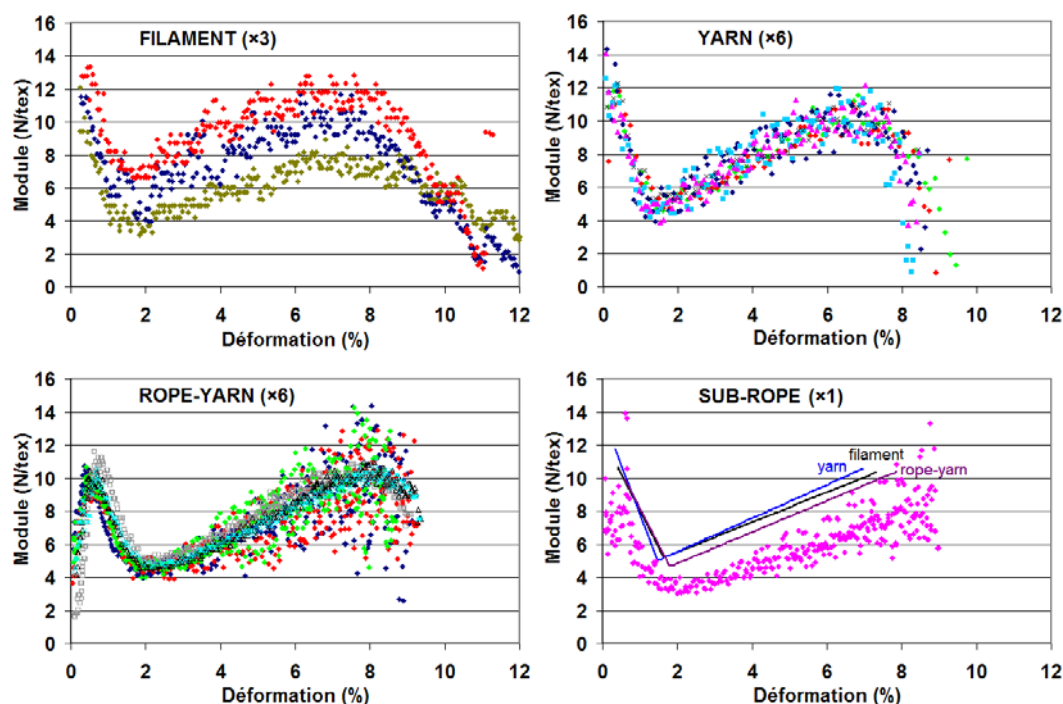 FILAMENT (×3)
Module (N/tex)
16
14
12
10
8
6
4
2
0
0 2 4 6 8 10 12
Déformation (%)
YARN (×6)
Module (N/tex)
16
14
12
10
8
6
4
2
0
0 2 4 6 8 10 12
Déformation (%)
ROPE-YARN (×6)
Module (N/tex)
16
14
12
10
8
6
4
2
0
0 2 4 6 8 10 12
Déformation (%)
SUB-ROPE (×1)
Module (N/tex)
16
14
12
10
8
6
4
2
0
filament
yarn
rope-yarn
0 2 4 6 8 10 12
Déformation (%)